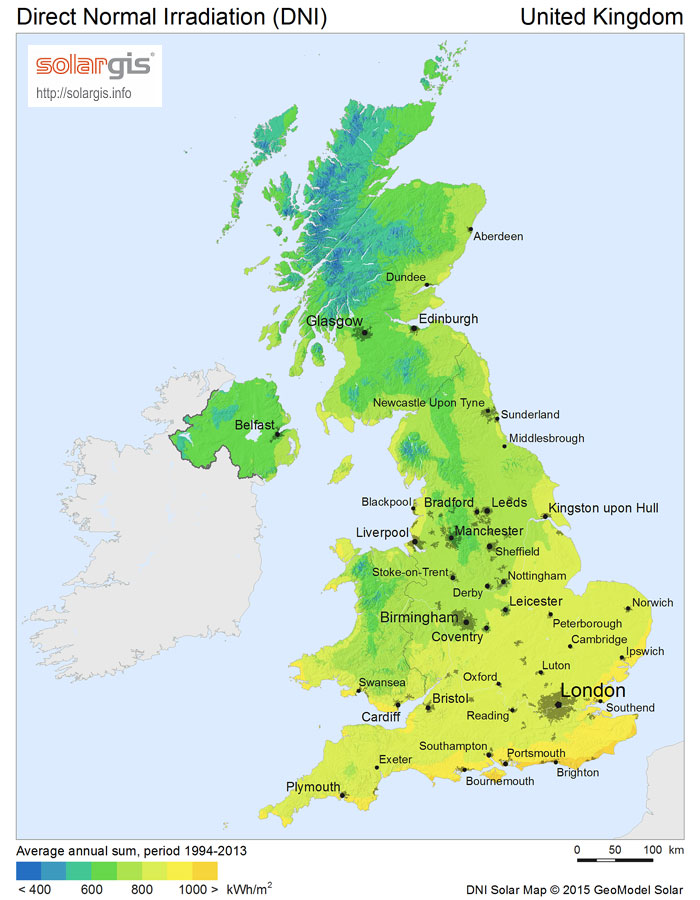 Direct Normal Irradiation (DNI)
United Kingdom
solargis
http://solargis.info
Aberdeen
Dundee
Glasgow
Edinburgh
Newcastle Upon Tyne
Sunderland
Belfast
Middlesbrough
Blackpool
Bradford
Leeds
Kingston upon Hull
Liverpool
Manchester
Sheffield
Stoke-on-Trent
Nottingham
Derby
Leicester
Norwich
Birmingham
Peterborough
Coventry
Cambridge
Ipswich
Luton
Swansea
Oxford
London
Bristol
Southend
Cardiff
Reading
Southampton
Portsmouth
Exeter
Brighton
Bournemouth
Plymouth
Average annual sum, period 1994-2013
0 50 100 km
< 400 600 800 1000 > kWh/m²
DNI Solar Map © 2015 GeoModel Solar